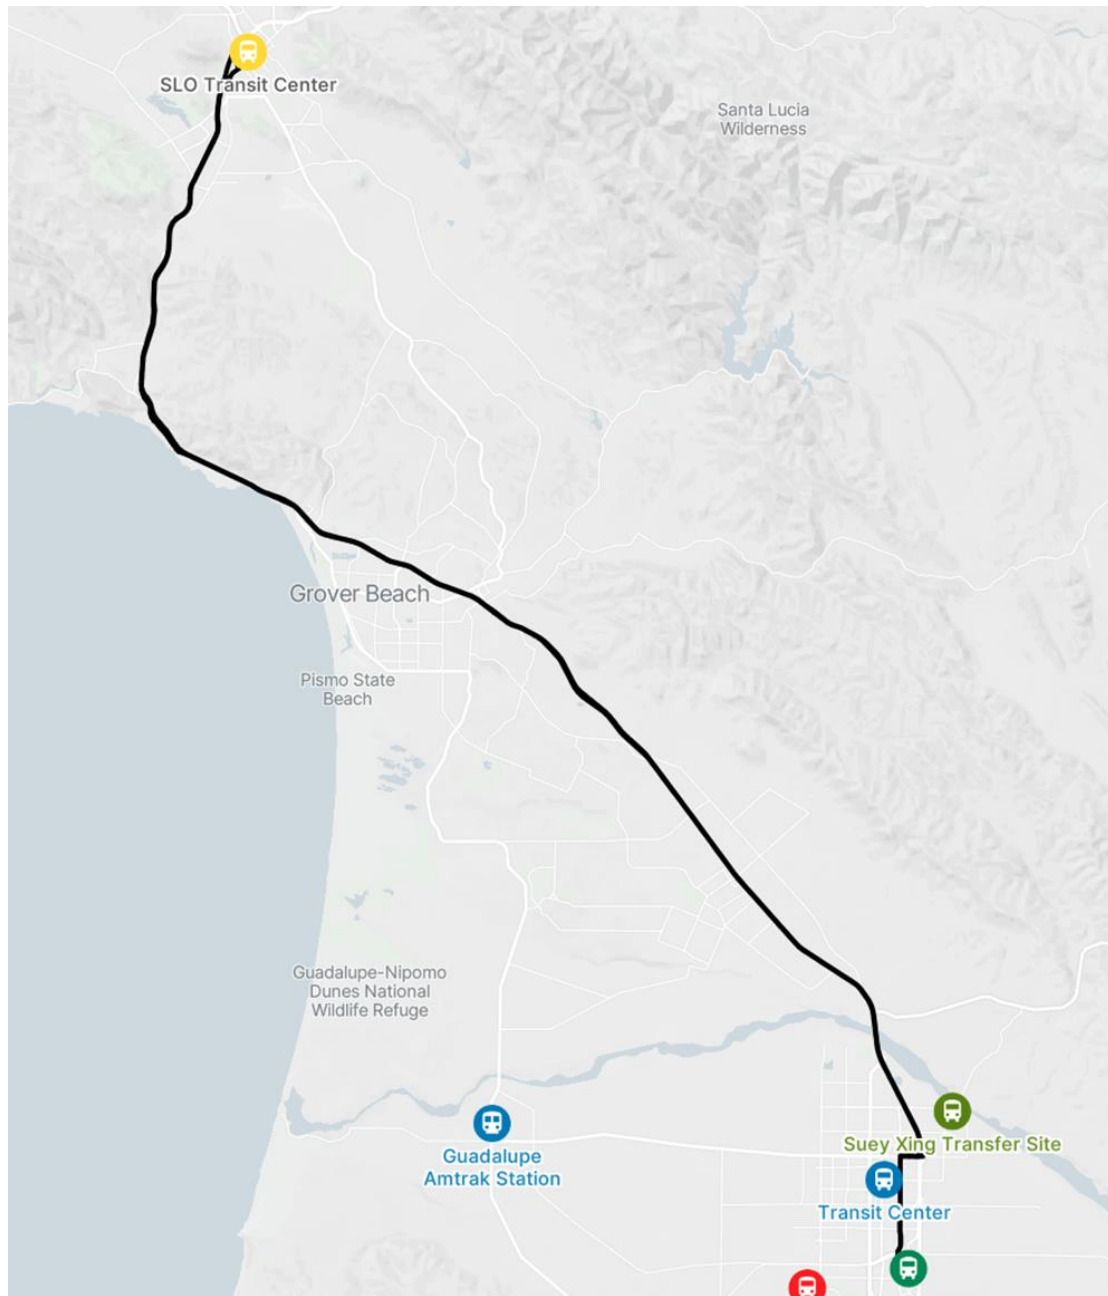 SLO Transit Center
Santa Lucia
Wilderness
Grover Beach
Pismo State
Beach
Guadalupe-Nipomo
Dunes National
Wildlife Refuge
Suey Xing Transfer Site
Guadalupe
Amtrak Station
Transit Center